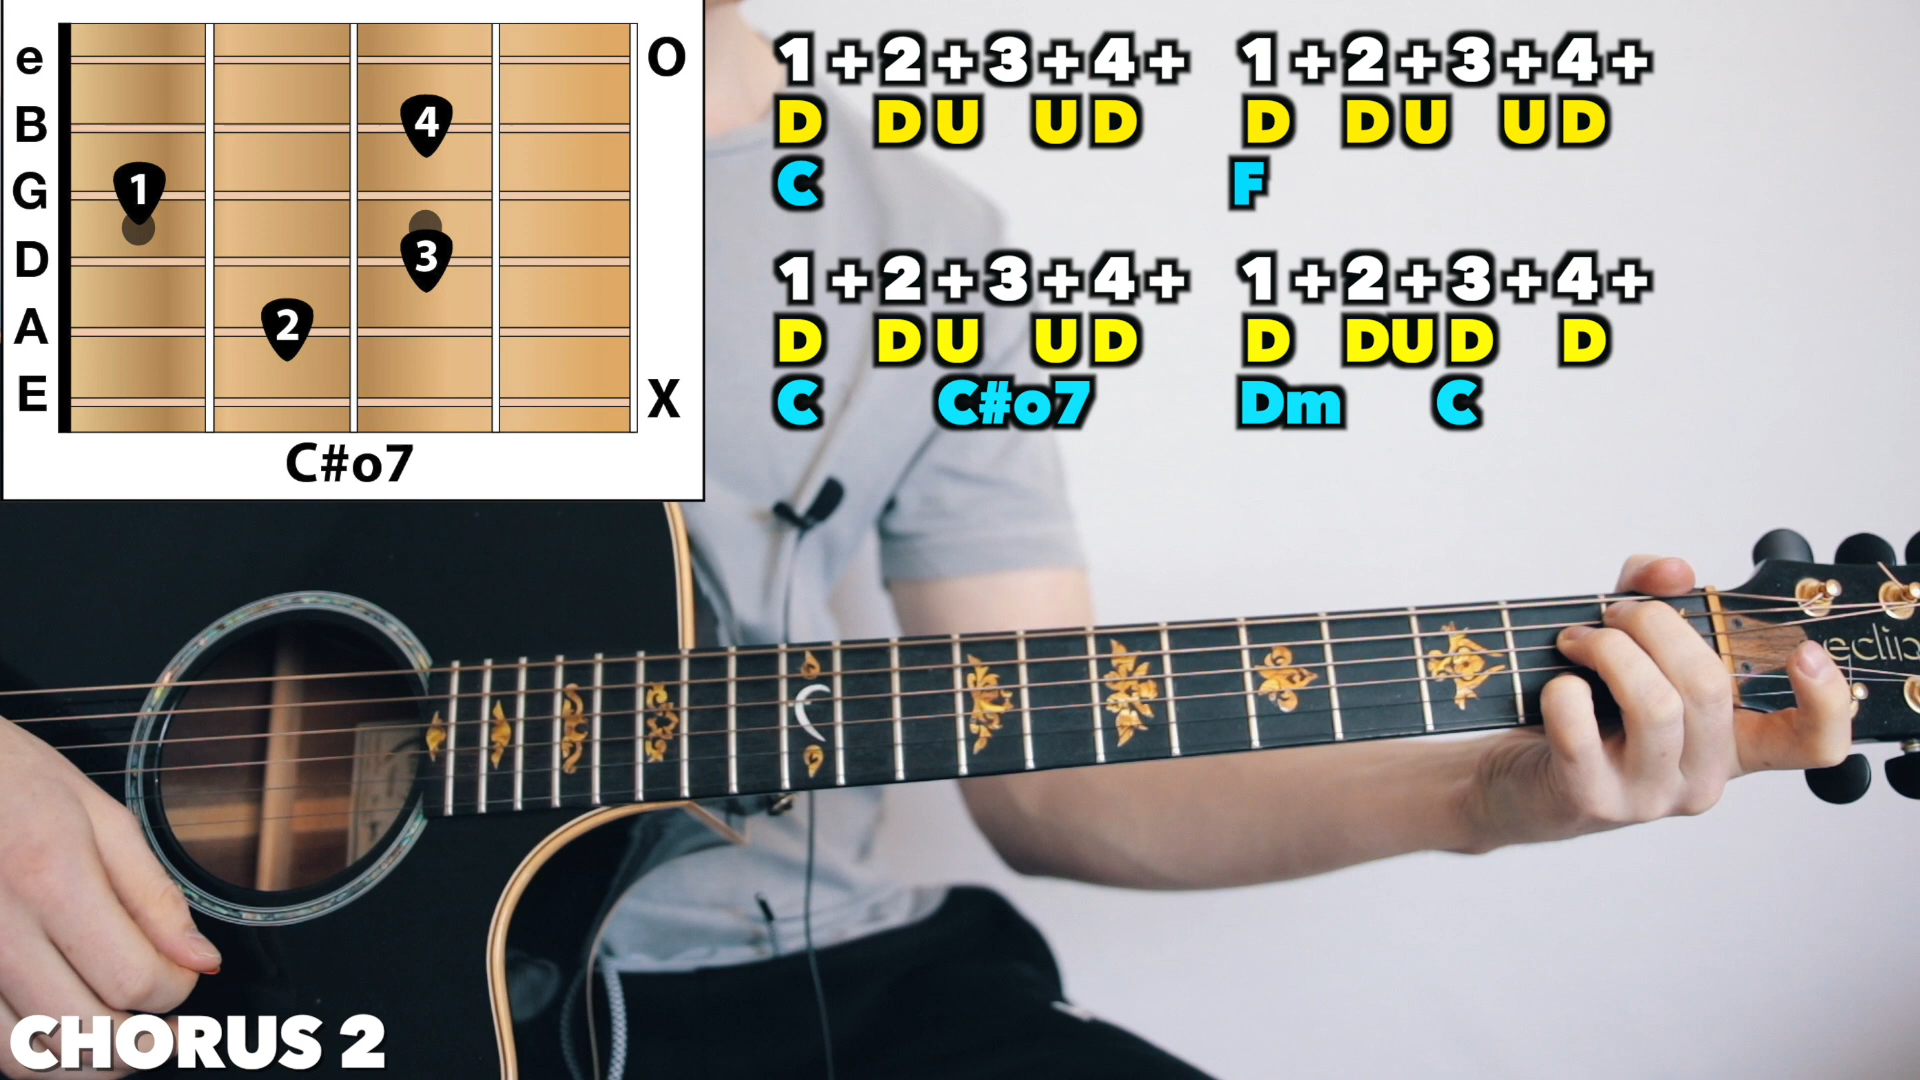 e O
B 4
G 1
D 3
A 2
E X
C#o7
1 + 2 + 3 + 4 + 1 + 2 + 3 + 4 +
D DU UD D DU UD
C F
1 + 2 + 3 + 4 + 1 + 2 + 3 + 4 +
D DU UD D DUD D
C C#o7 Dm C
CHORUS 2